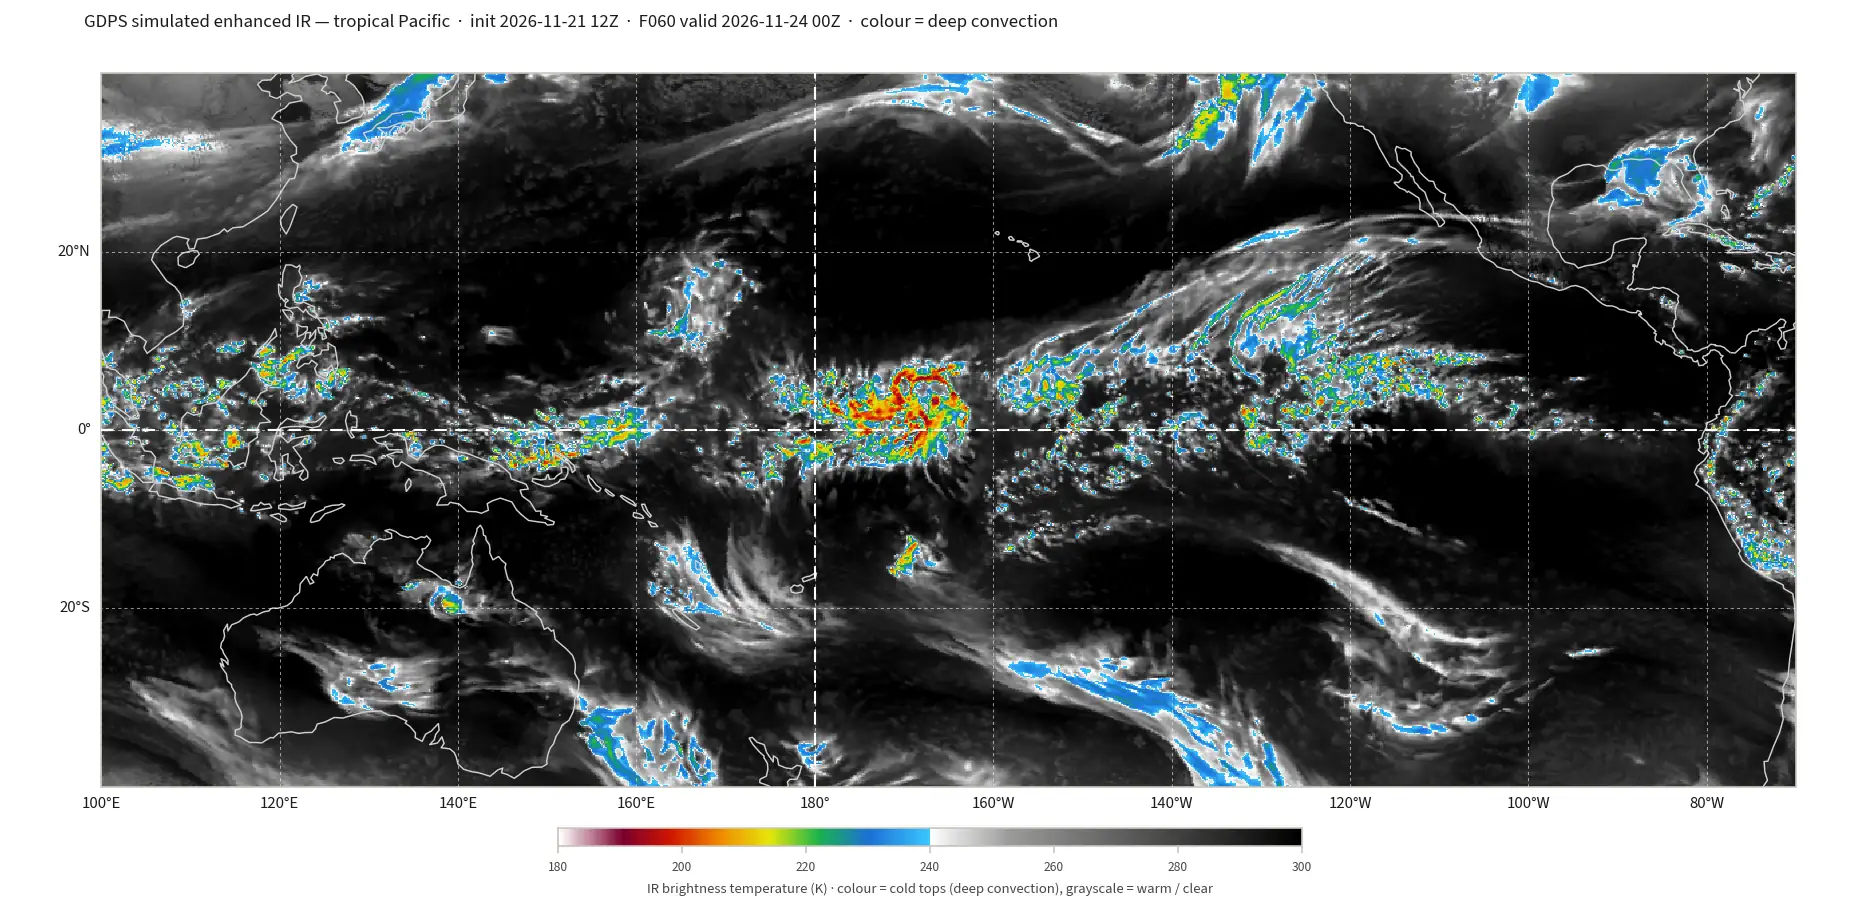 GDPS simulated enhanced IR — tropical Pacific · init 2026-11-21 12Z · F060 valid 2026-11-24 00Z · colour = deep convection
20°N
0°
20°S
100°E 120°E 140°E 160°E 180° 160°W 140°W 120°W 100°W 80°W
180 200 220 240 260 280 300
IR brightness temperature (K) · colour = cold tops (deep convection), grayscale = warm / clear